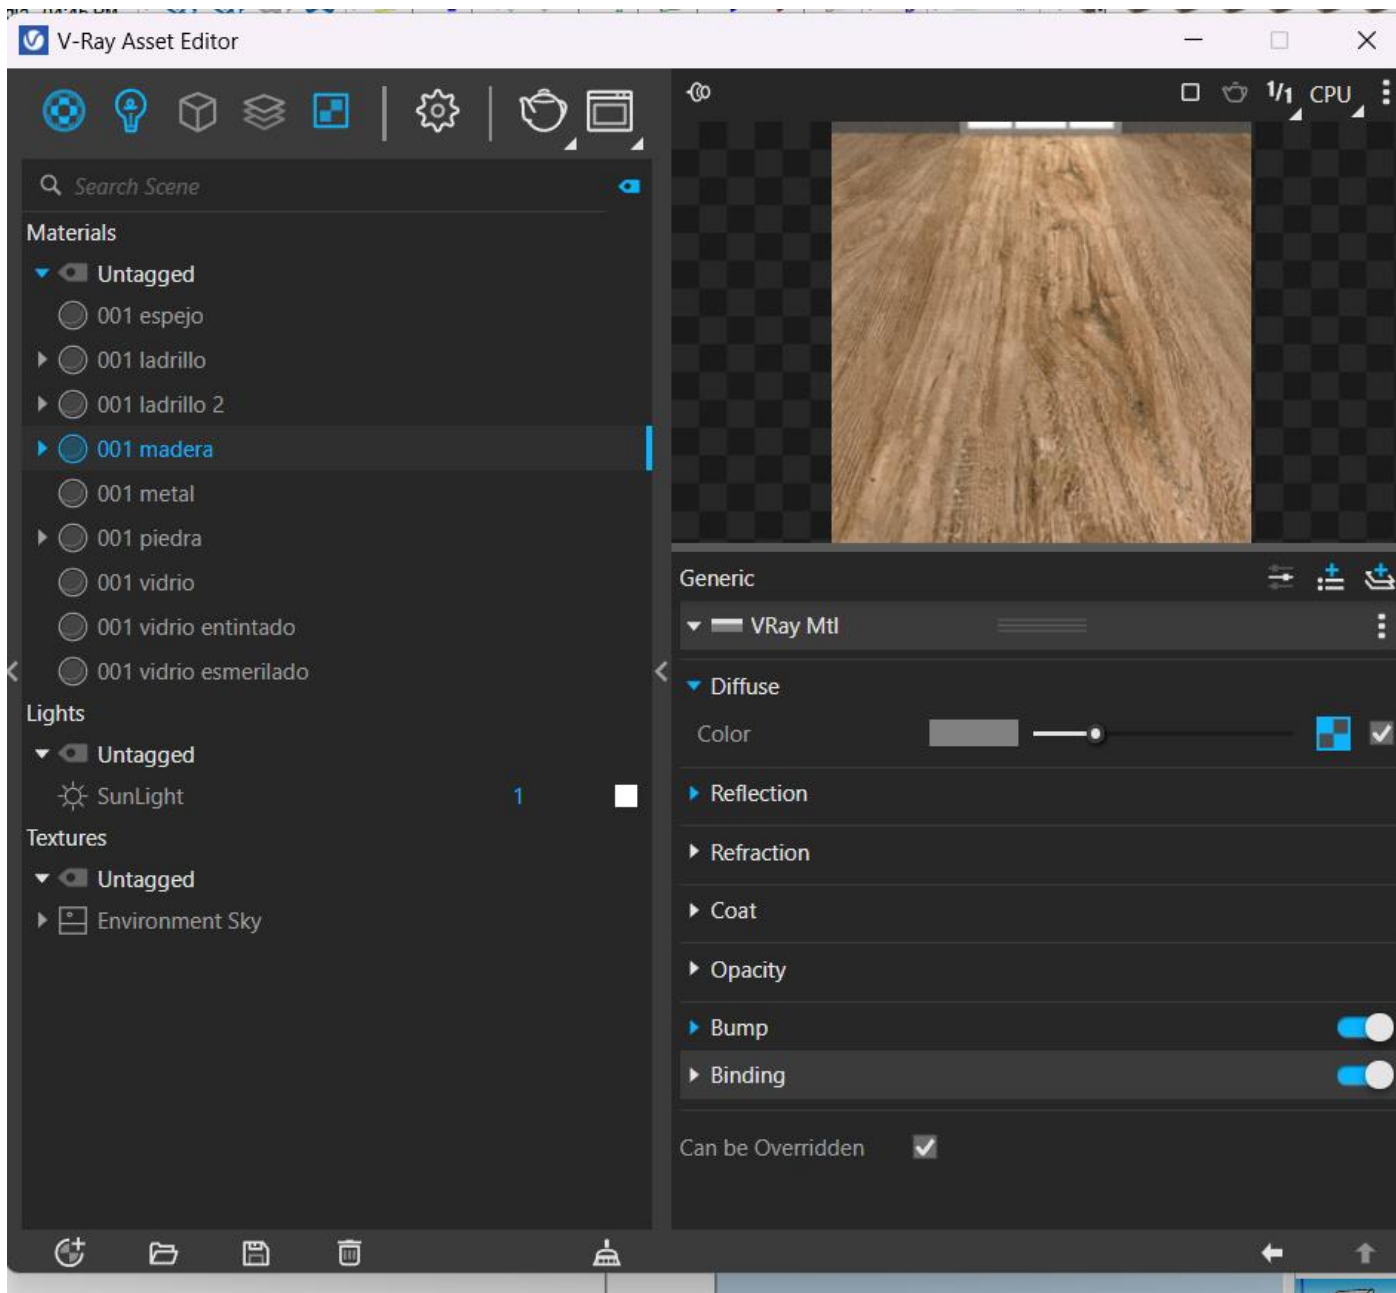 V-Ray Asset Editor
1/1 CPU
Search Scene
Materials
Untagged
001 espejo
001 ladrillo
001 ladrillo 2
001 madera
001 metal
001 piedra
001 vidrio
001 vidrio entintado
001 vidrio esmerilado
Lights
Untagged
SunLight 1
Textures
Untagged
Environment Sky
Generic
VRay Mtl
Diffuse
Color
Reflection
Refraction
Coat
Opacity
Bump
Binding
Can be Overridden